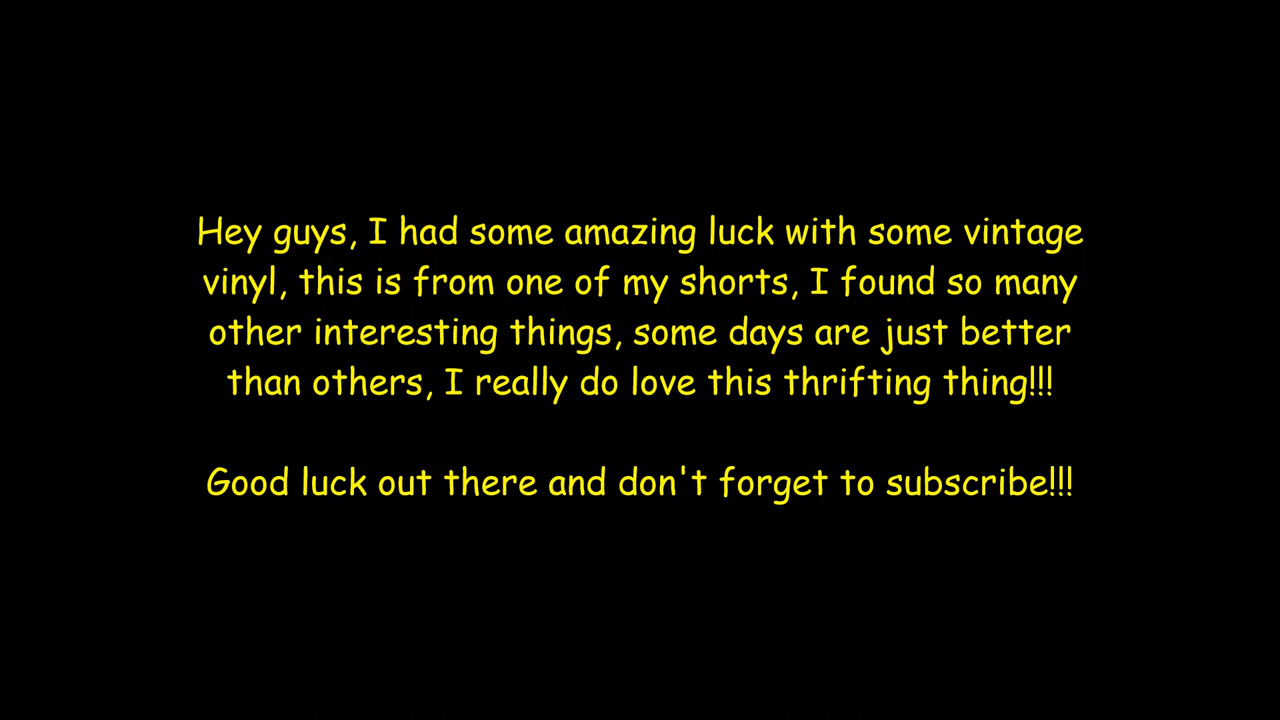 Hey guys, I had some amazing luck with some vintage
vinyl, this is from one of my shorts, I found so many
other interesting things, some days are just better
than others, I really do love this thrifting thing!!!
Good luck out there and don't forget to subscribe!!!